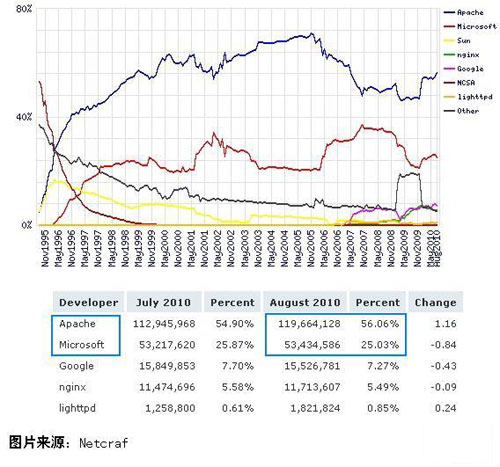 80%
Apache
Microsoft
Sun
nginx
Google
NCSA
lighttpd
Other
40%
0%
Nov1995
May1996
Nov1996
May1997
Nov1997
May1998
Nov1998
May1999
Nov1999
May2000
Nov2000
May2001
Nov2001
May2002
Nov2002
May2003
Nov2003
May2004
Nov2004
May2005
Nov2005
May2006
Nov2006
May2007
Nov2007
May2008
Nov2008
May2009
Nov2009
May2010
Aug2010
Developer July 2010 Percent August 2010 Percent Change
Apache 112,945,968 54.90% 119,664,128 56.06% 1.16
Microsoft 53,217,620 25.87% 53,434,586 25.03% -0.84
Google 15,849,853 7.70% 15,526,781 7.27% -0.43
nginx 11,474,696 5.58% 11,713,607 5.49% -0.09
lighttpd 1,258,800 0.61% 1,821,824 0.85% 0.24
图片来源：Netcraf